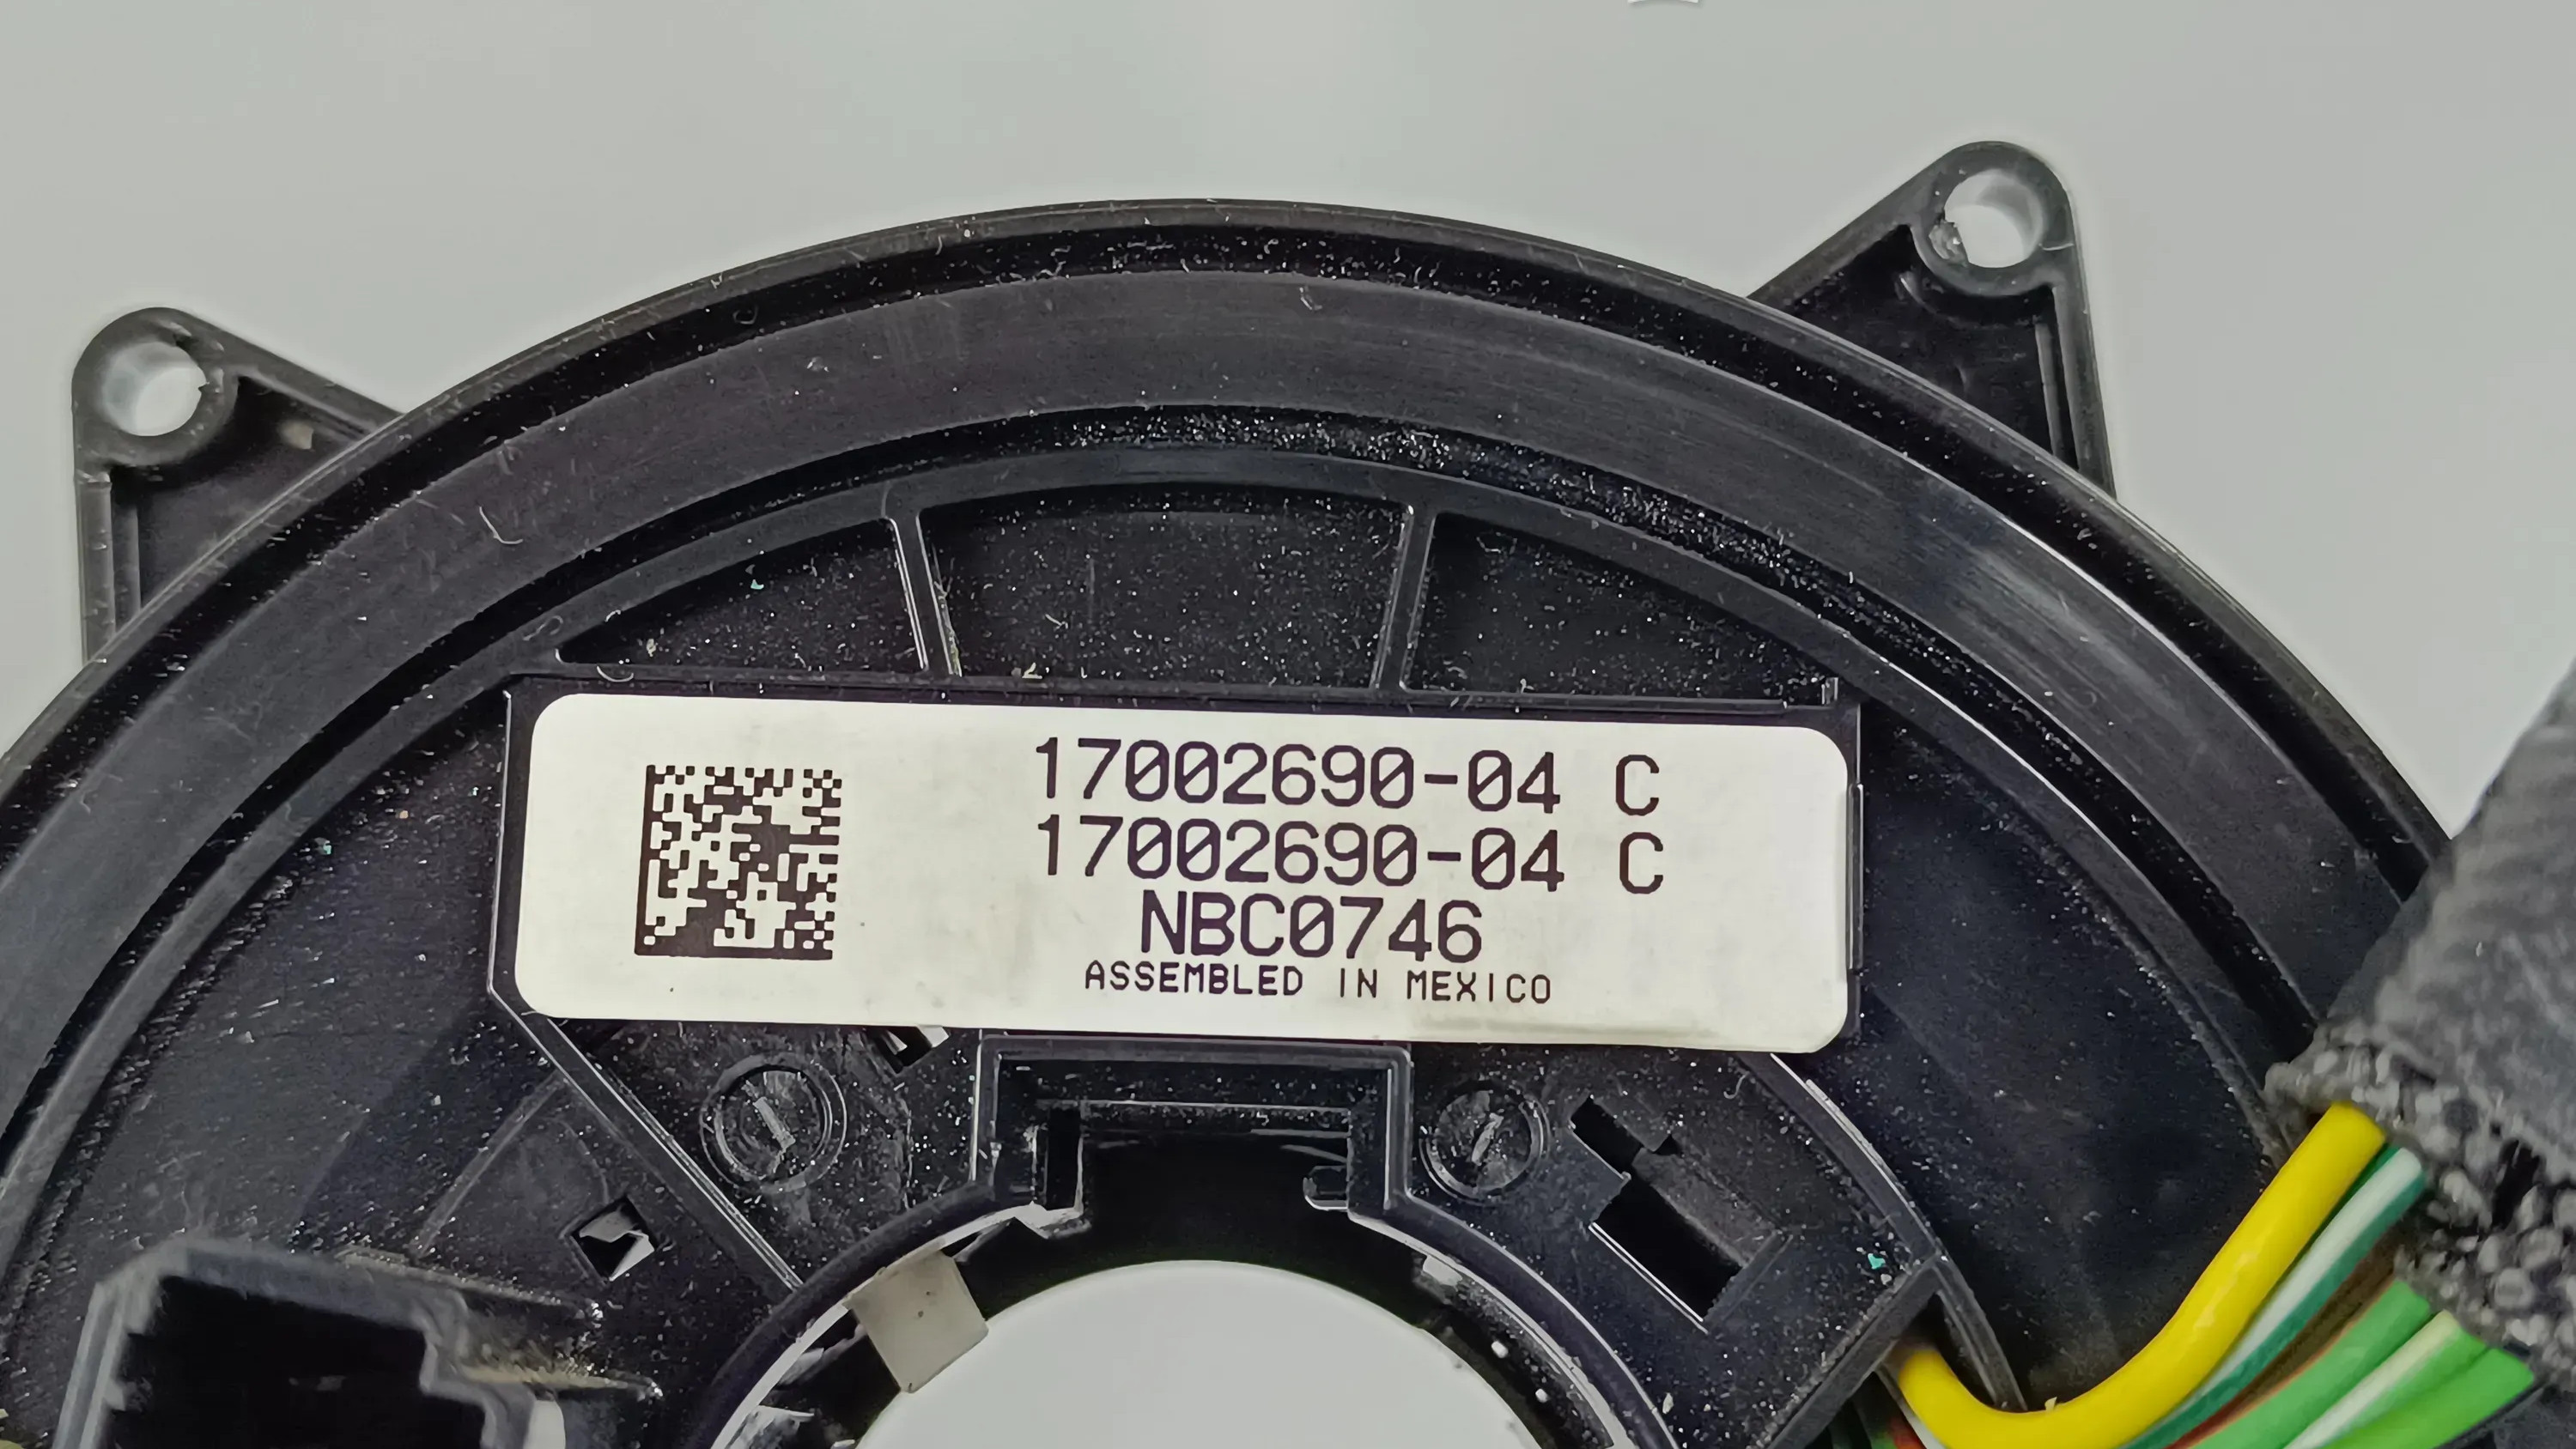 17002690-04 C
17002690-04 C
NBC0746
ASSEMBLED IN MEXICO